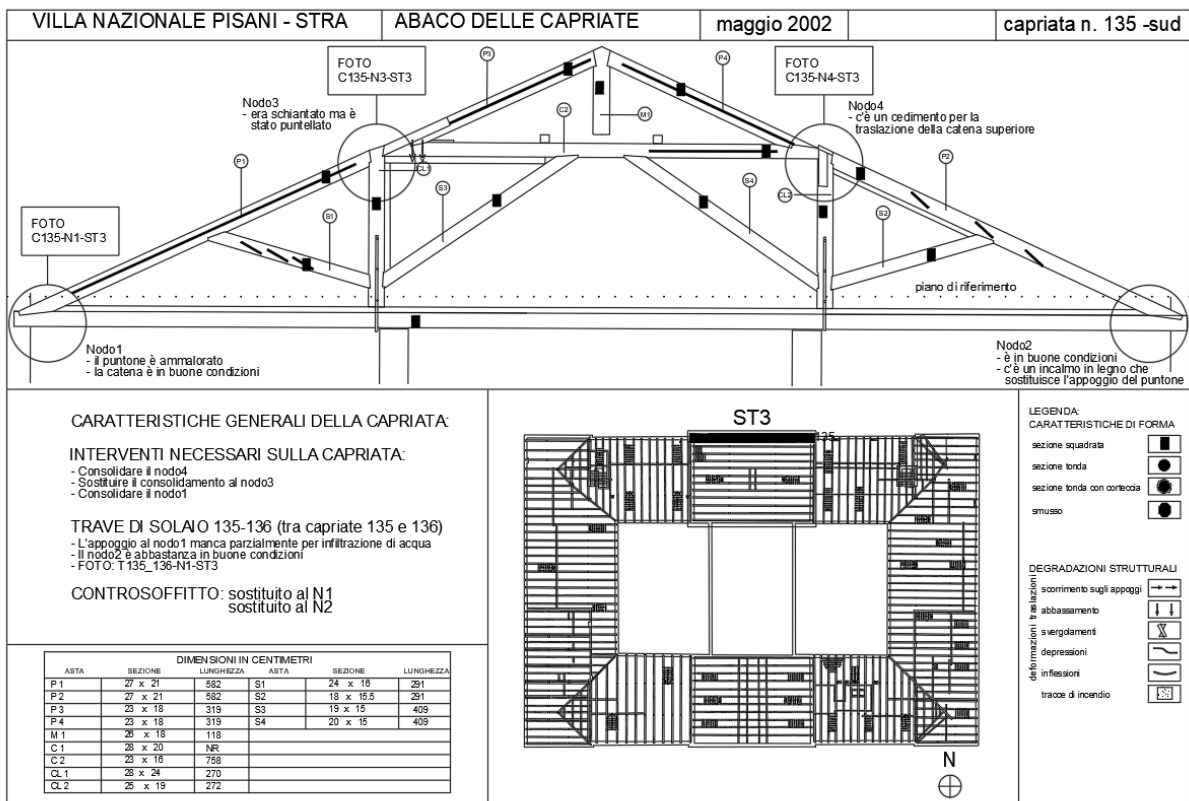 VILLA NAZIONALE PISANI - STRA
ABACO DELLE CAPRIATE
maggio 2002
capriata n. 135 -sud
FOTO
C135-N3-ST3
FOTO
C135-N4-ST3
FOTO
C135-N1-ST3
Nodo3
- era schiantato ma è
stato puntellato
Nodo4
- c'è un cedimento per la
traslazione della catena superiore
P3
P4
C2
M1
P1
CL1
S3
S4
P2
CL2
S1
S2
piano di riferimento
Nodo1
- il puntone è ammalorato
- la catena è in buone condizioni
Nodo2
- è in buone condizioni
- c'è un incalmo in legno che
sostituisce l'appoggio del puntone
CARATTERISTICHE GENERALI DELLA CAPRIATA:
INTERVENTI NECESSARI SULLA CAPRIATA:
- Consolidare il nodo4
- Sostituire il consolidamento al nodo3
- Consolidare il nodo1
TRAVE DI SOLAIO 135-136 (tra capriate 135 e 136)
- L'appoggio al nodo1 manca parzialmente per infiltrazione di acqua
- Il nodo2 è abbastanza in buone condizioni
- FOTO: T135_136-N1-ST3
CONTROSOFFITTO: sostituito al N1
sostituito al N2
DIMENSIONI IN CENTIMETRI
ASTA SEZIONE LUNGHEZZA ASTA SEZIONE LUNGHEZZA
P 1 27 x 21 582 S1 24 x 16 291
P 2 27 x 21 582 S2 18 x 15.5 291
P 3 23 x 18 319 S3 19 x 15 409
P 4 23 x 18 319 S4 20 x 15 409
M 1 26 x 18 118
C 1 28 x 20 NR
C 2 23 x 16 758
CL 1 28 x 24 270
CL 2 25 x 19 272
ST3
135
N
LEGENDA:
CARATTERISTICHE DI FORMA
sezione squadrata
sezione tonda
sezione tonda con corteccia
smusso
DEGRADAZIONI STRUTTURALI
deformazioni traslazioni
scorrimento sugli appoggi
abbassamento
svergolamenti
depressioni
inflessioni
tracce di incendio